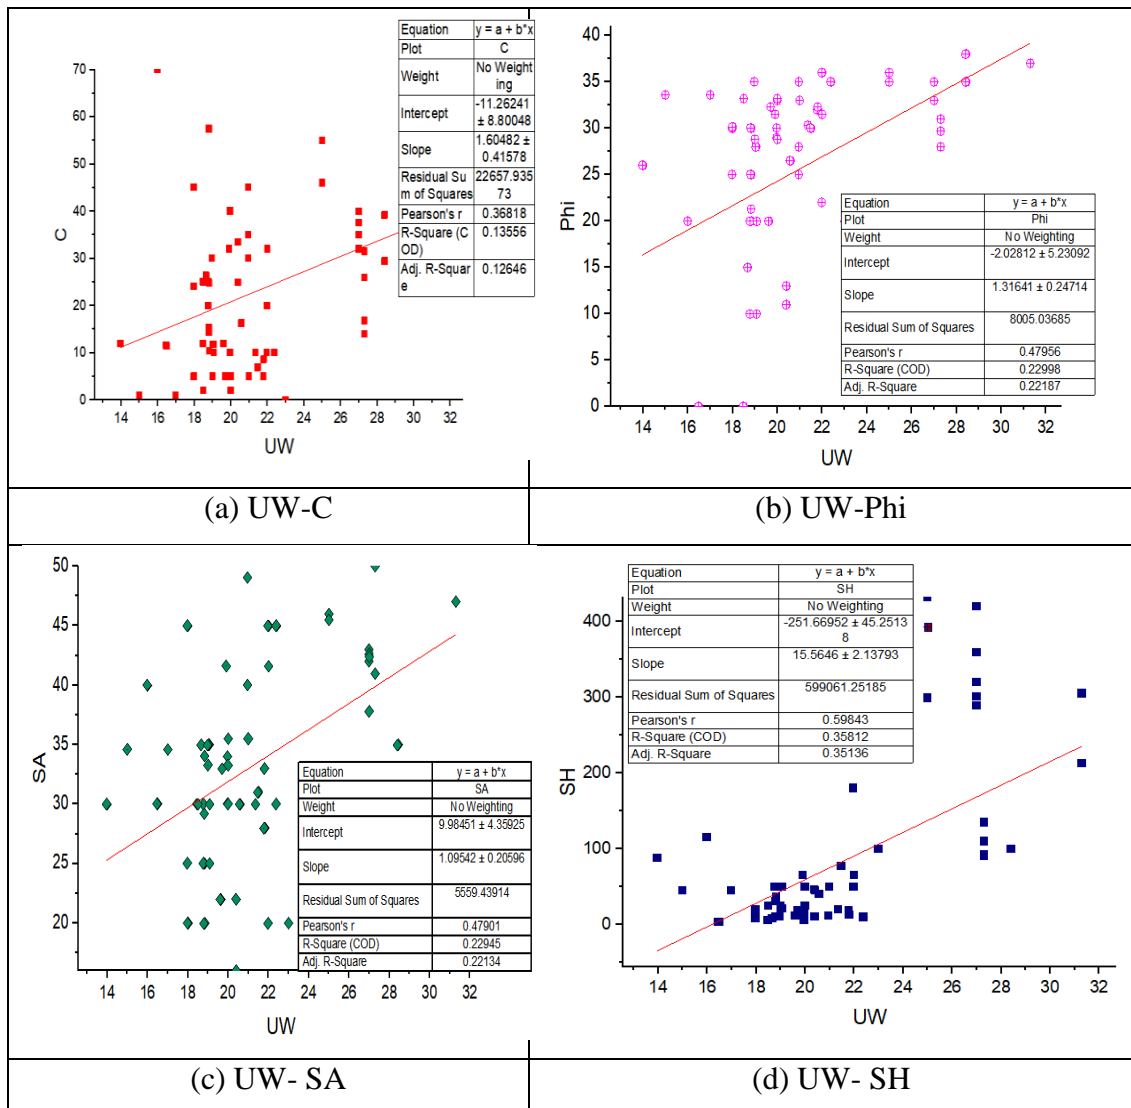 Equation y = a + b*x
Plot C
Weight No Weight
ing
Intercept -11.26241
± 8.80048
Slope 1.60482 ±
0.41578
Residual Su 22657.935
m of Squares 73
Pearson's r 0.36818
R-Square (C 0.13556
OD)
Adj. R-Squar 0.12646
e
70
60
50
40
30
20
10
0
C
14 16 18 20 22 24 26 28 30 32
UW
40
35
30
25
20
15
10
5
0
Phi
Equation y = a + b*x
Plot Phi
Weight No Weighting
Intercept -2.02812 ± 5.23092
Slope 1.31641 ± 0.24714
Residual Sum of Squares 8005.03685
Pearson's r 0.47956
R-Square (COD) 0.22998
Adj. R-Square 0.22187
14 16 18 20 22 24 26 28 30 32
UW
(a) UW-C
(b) UW-Phi
50
45
40
35
30
25
20
SA
Equation y = a + b*x
Plot SA
Weight No Weighting
Intercept 9.98451 ± 4.35925
Slope 1.09542 ± 0.20596
Residual Sum of Squares 5559.43914
Pearson's r 0.47901
R-Square (COD) 0.22945
Adj. R-Square 0.22134
14 16 18 20 22 24 26 28 30 32
UW
Equation y = a + b*x
Plot SH
Weight No Weighting
Intercept -251.66952 ± 45.2513
8
Slope 15.5646 ± 2.13793
Residual Sum of Squares 599061.25185
Pearson's r 0.59843
R-Square (COD) 0.35812
Adj. R-Square 0.35136
400
300
200
100
0
SH
14 16 18 20 22 24 26 28 30 32
UW
(c) UW- SA
(d) UW- SH